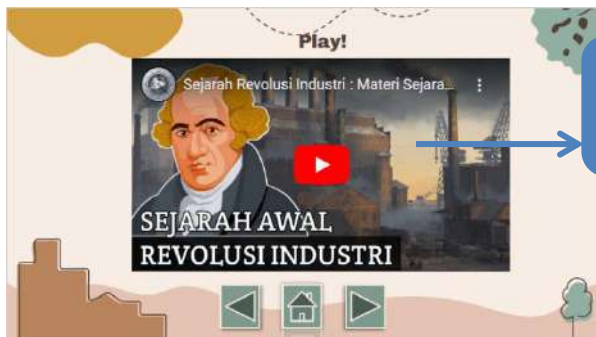 Play!
Sejarah Revolusi Industri : Materi Sejara...
SEJARAH AWAL
REVOLUSI INDUSTRI